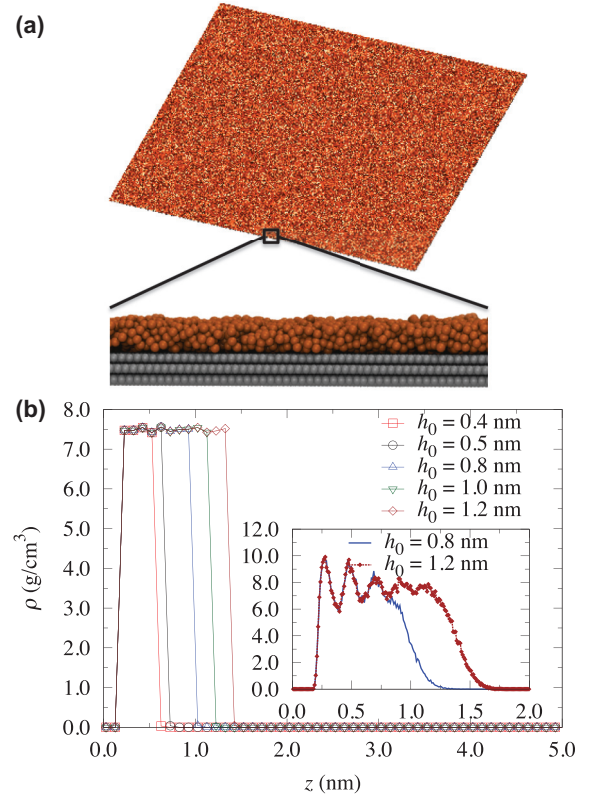 (a)
(b)
8.0
7.0
6.0
5.0
4.0
3.0
2.0
1.0
0.0
ρ (g/cm³)
0.0 1.0 2.0 3.0 4.0 5.0
z (nm)
h₀ = 0.4 nm
h₀ = 0.5 nm
h₀ = 0.8 nm
h₀ = 1.0 nm
h₀ = 1.2 nm
12.0
10.0
8.0
6.0
4.0
2.0
0.0
0.0 0.5 1.0 1.5 2.0
h₀ = 0.8 nm
h₀ = 1.2 nm